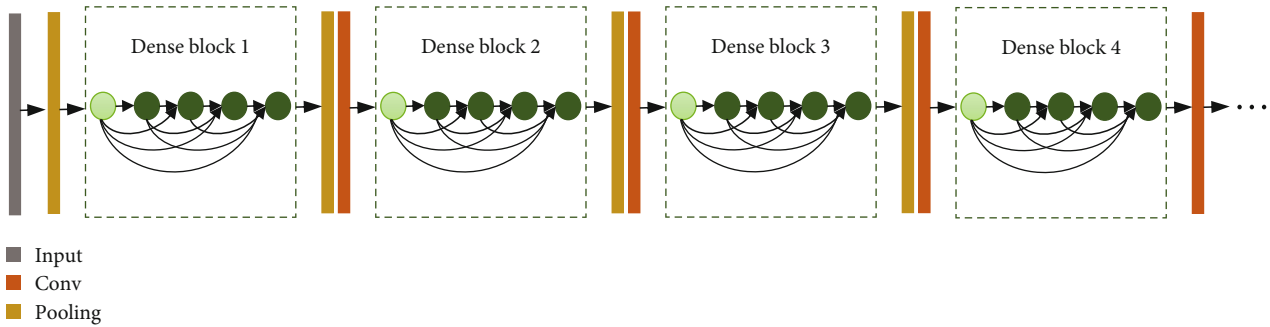 Dense block 1
Dense block 2
Dense block 3
Dense block 4
...
Input
Conv
Pooling